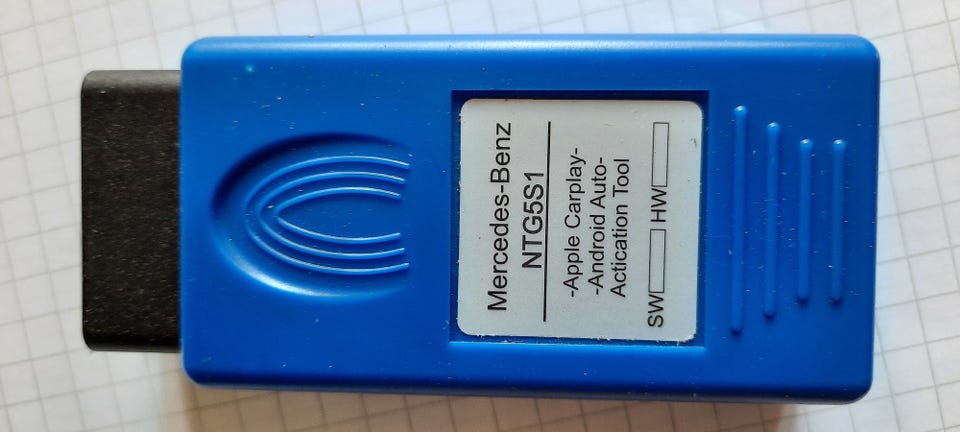 Mercedes-Benz
NTG5S1
-Apple Carplay-
-Android Auto-
Actication Tool
SW HW